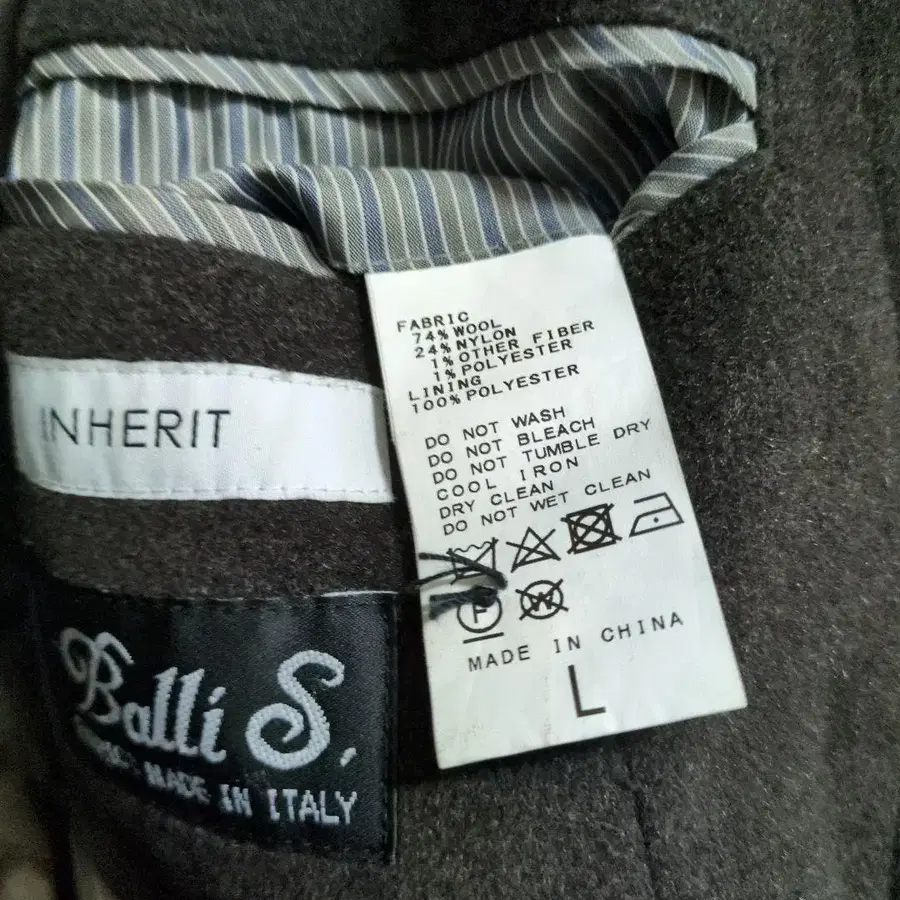 FABRIC
74% WOOL
24% NYLON
1% OTHER FIBER
1% POLYESTER
LINING
100% POLYESTER
DO NOT WASH
DO NOT BLEACH
DO NOT TUMBLE DRY
COOL IRON
DRY CLEAN
DO NOT WET CLEAN
F W
MADE IN CHINA
L
INHERIT
Balli S.
MADE IN ITALY